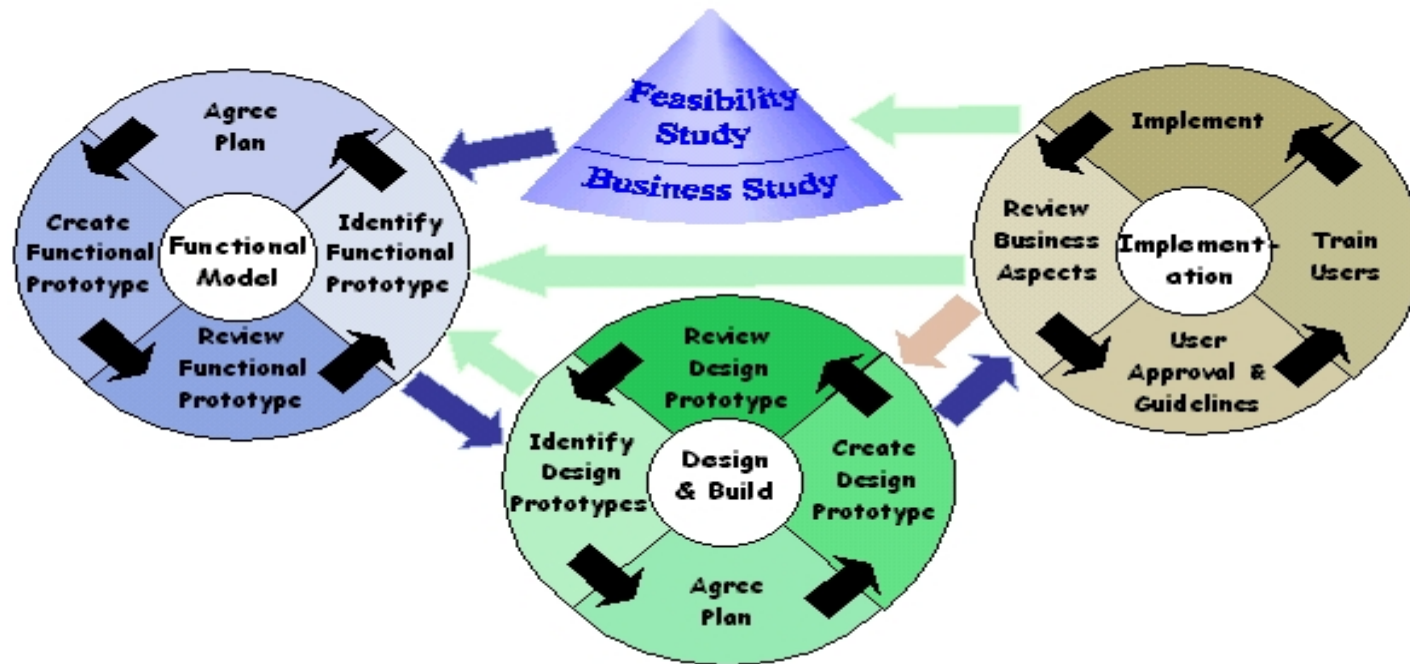 Feasibility
Study
Business Study
Agree
Plan
Create
Functional
Prototype
Functional
Model
Identify
Functional
Prototype
Review
Functional
Prototype
Implement
Review
Business
Aspects
Implement-
ation
Train
Users
User
Approval &
Guidelines
Review
Design
Prototype
Identify
Design
Prototypes
Design
& Build
Create
Design
Prototype
Agree
Plan